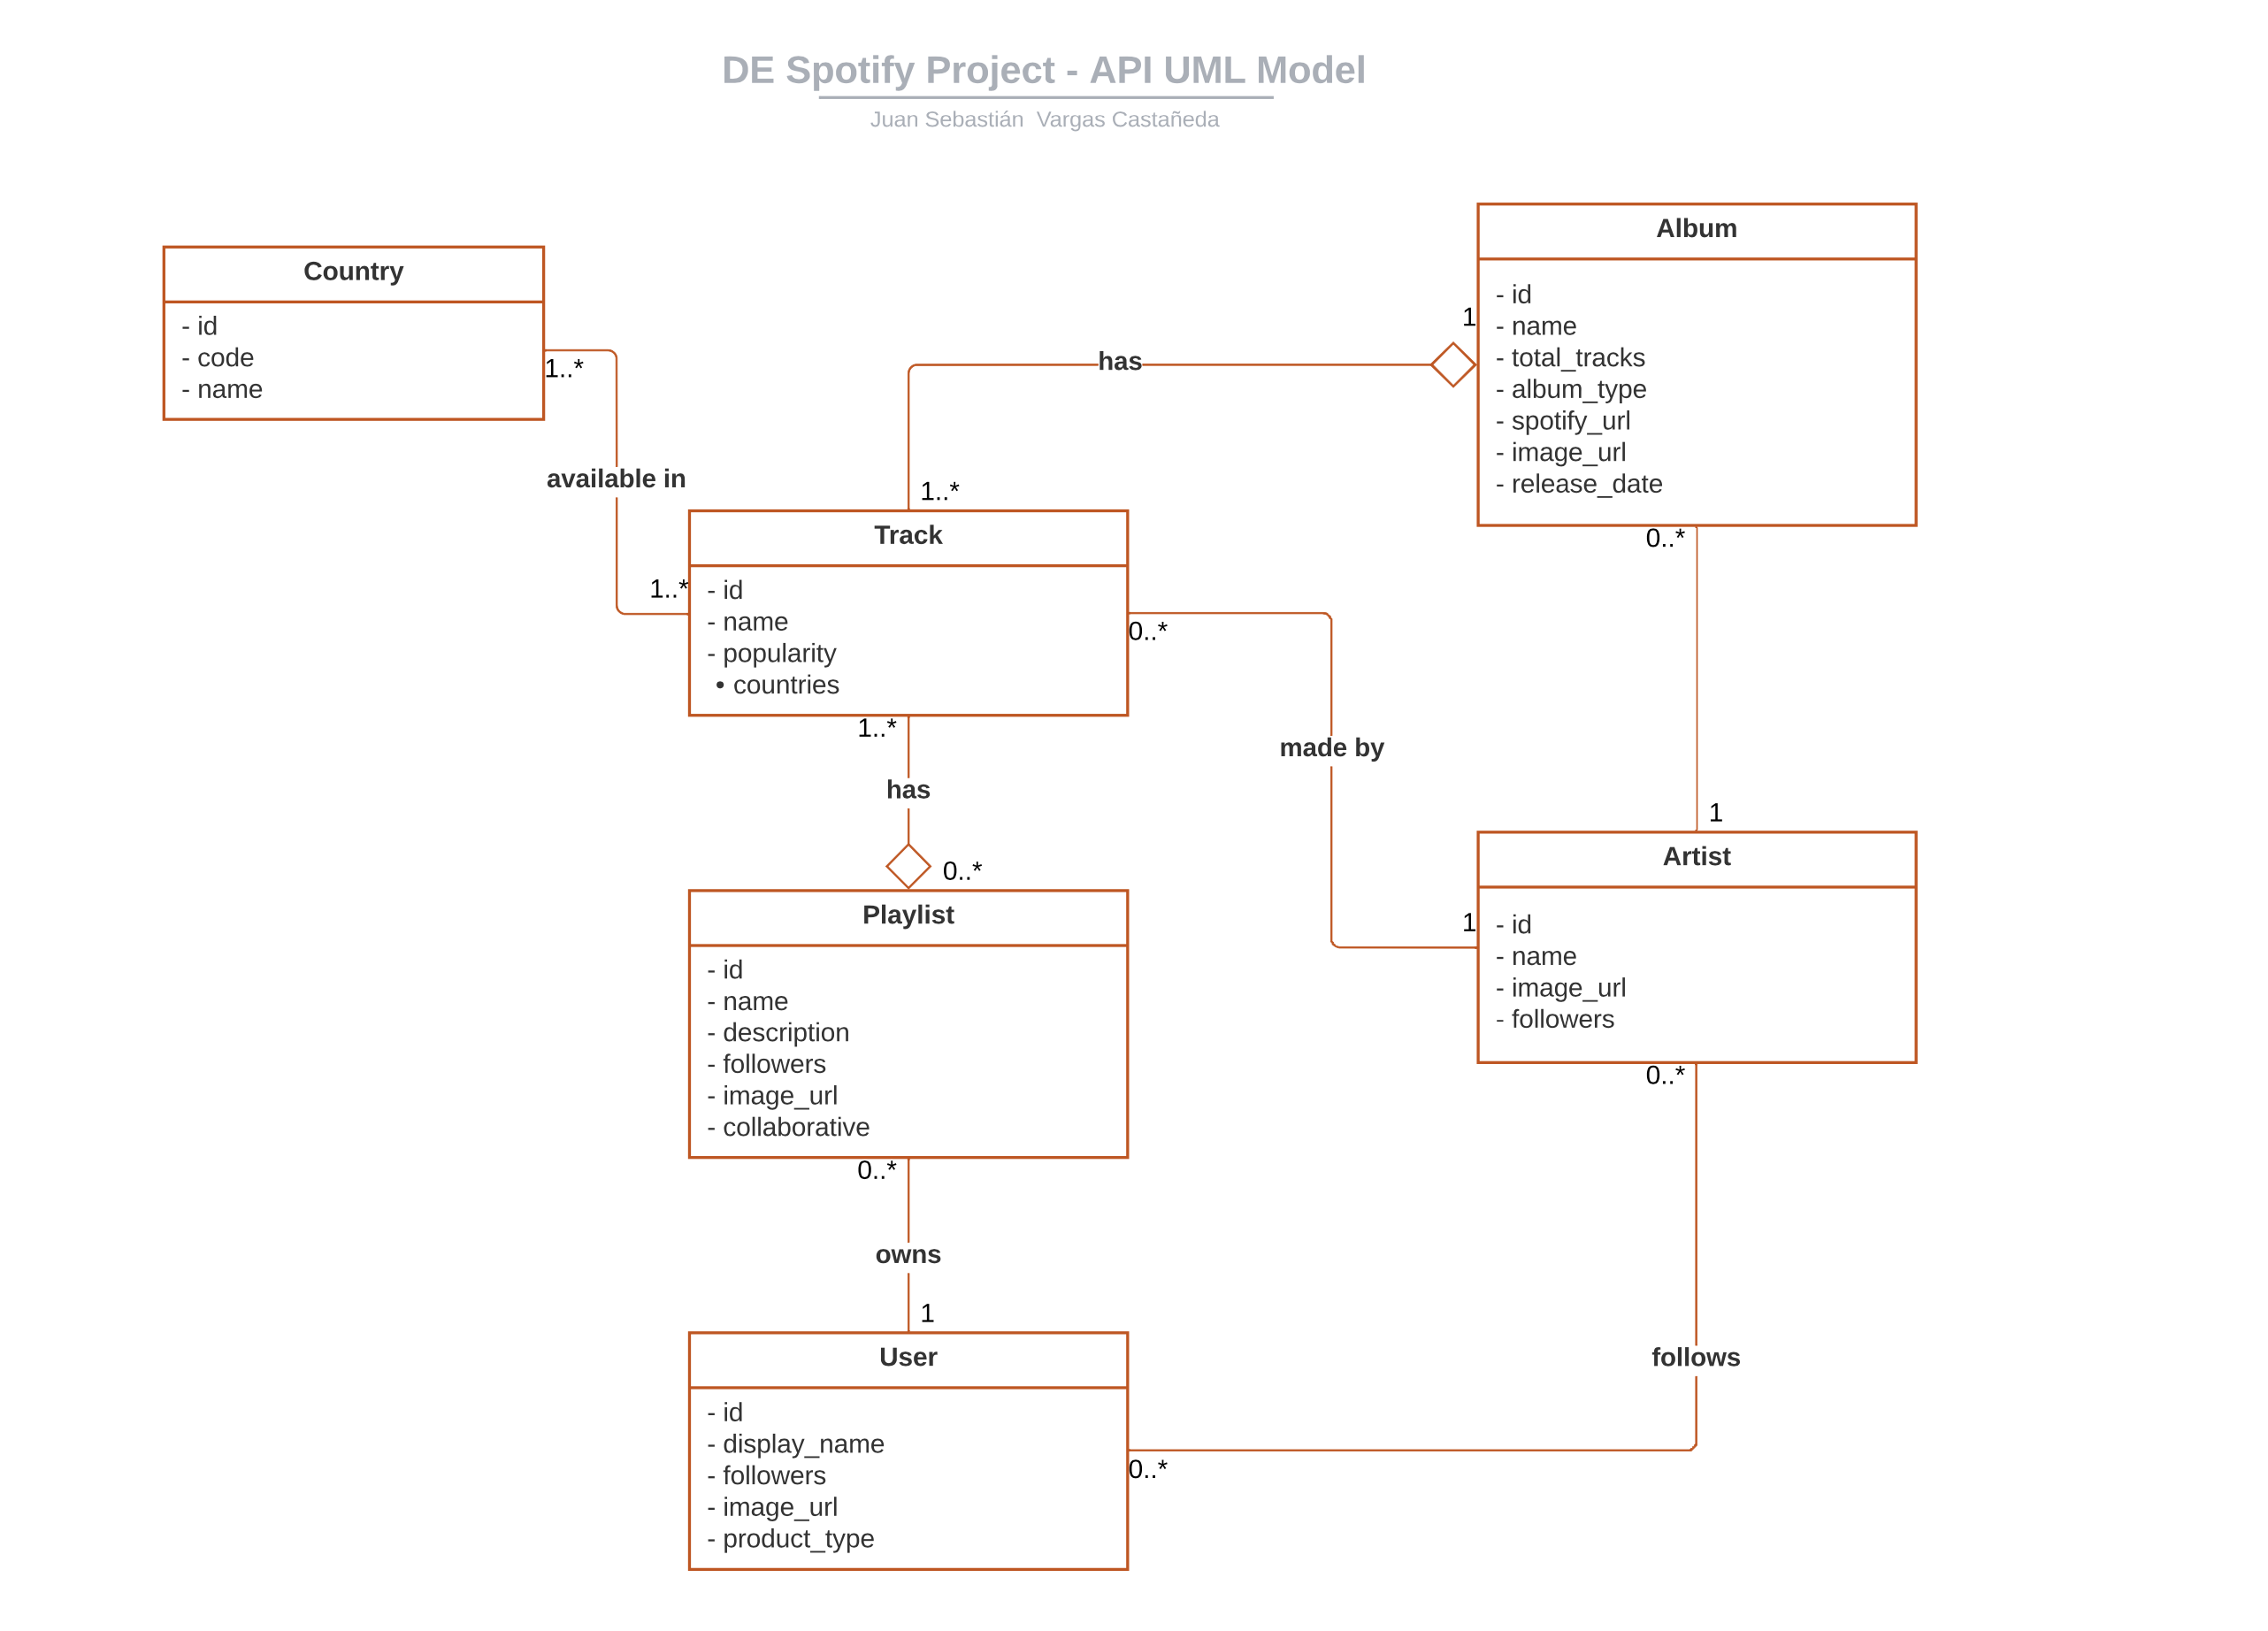 DE Spotify Project - API UML Model
Juan Sebastián Vargas Castañeda
Country
- id
- code
- name
1..*
available in
1..*
Album
- id
- name
- total_tracks
- album_type
- spotify_url
- image_url
- release_date
1
has
1..*
Track
- id
- name
- popularity
• countries
0..*
made by
1
0..*
1
1..*
has
0..*
Playlist
- id
- name
- description
- followers
- image_url
- collaborative
Artist
- id
- name
- image_url
- followers
0..*
owns
1
User
- id
- display_name
- followers
- image_url
- product_type
0..*
follows
0..*